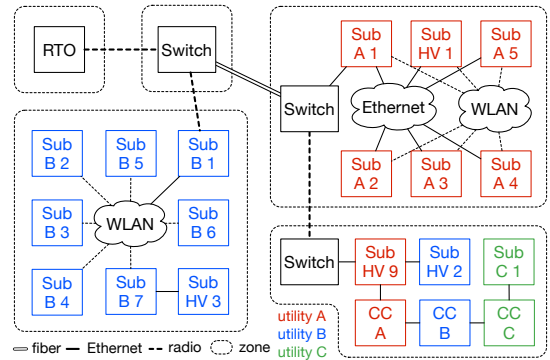 RTO
Switch
Sub A 1
Sub HV 1
Sub A 5
Switch
Ethernet
WLAN
Sub A 2
Sub A 3
Sub A 4
Sub B 2
Sub B 5
Sub B 1
Sub B 3
WLAN
Sub B 6
Sub B 4
Sub B 7
Sub HV 3
Switch
Sub HV 9
Sub HV 2
Sub C 1
CC A
CC B
CC C
utility A
utility B
utility C
fiber
Ethernet
radio
zone